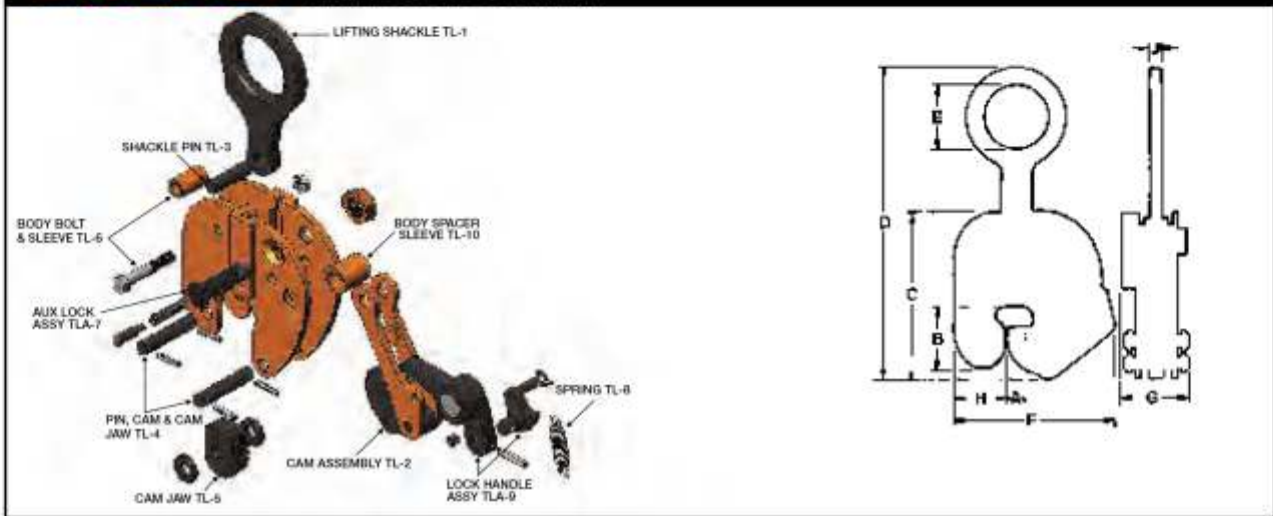 LIFTING SHACKLE TL-1
SHACKLE PIN TL-3
BODY BOLT
& SLEEVE TL-6
BODY SPACER
SLEEVE TL-10
AUX LOCK
ASSY TLA-7
PIN, CAM & CAM
JAW TL-4
SPRING TL-8
CAM ASSEMBLY TL-2
LOCK HANDLE
ASSY TLA-9
CAM JAW TL-5
E
D
C
B
H
A
F
G